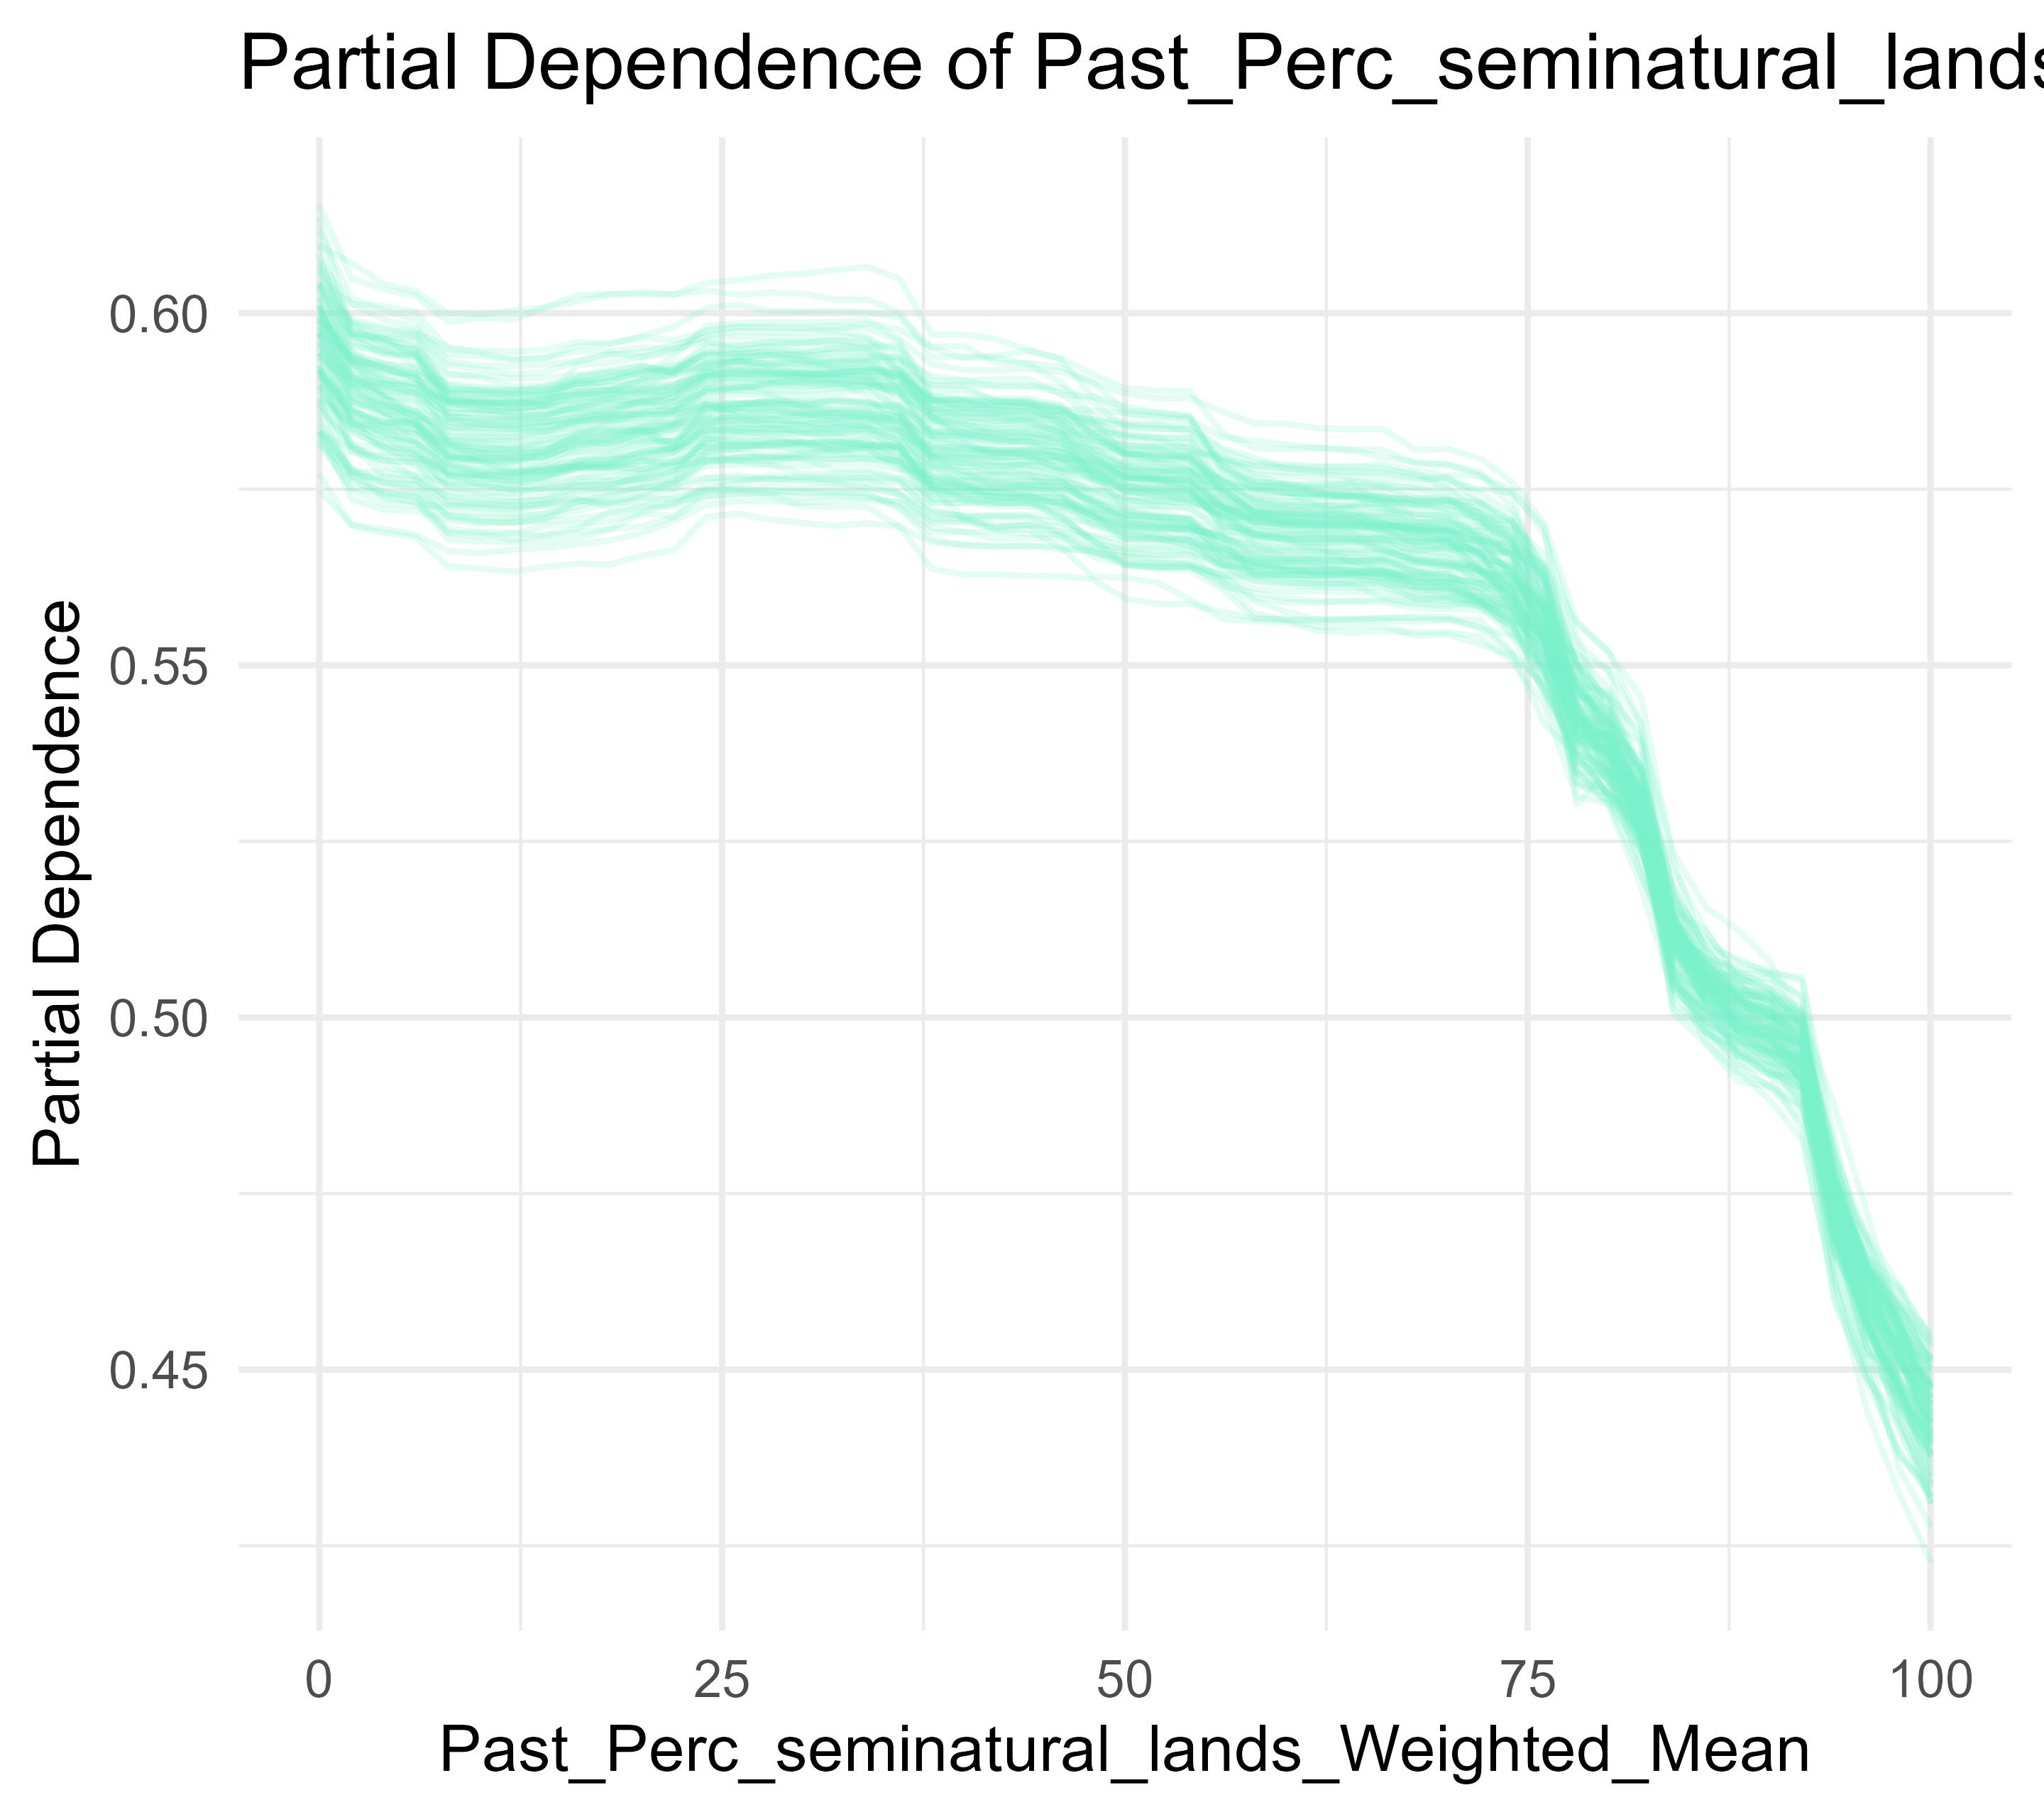 Partial Dependence of Past_Perc_seminatural_lands
0.60
0.55
0.50
0.45
Partial Dependence
0 25 50 75 100
Past_Perc_seminatural_lands_Weighted_Mean